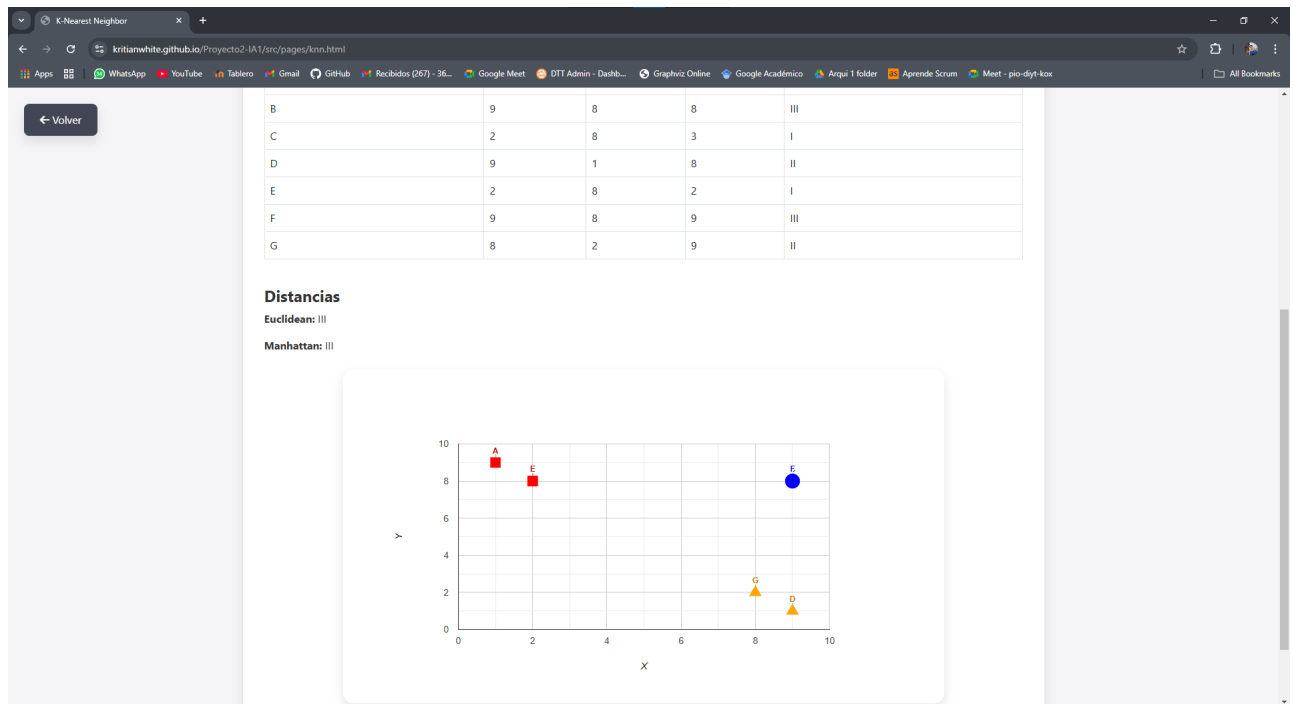 K-Nearest Neighbor
kritianwhite.github.io/Proyecto2-IA1/src/pages/knn.html
Apps WhatsApp YouTube Tablero Gmail GitHub Recibidos (267) - 36... Google Meet DTT Admin - Dashb... Graphviz Online Google Académico Arqui 1 folder Aprende Scrum Meet - pio-diyt-kox All Bookmarks
Volver
B 9 8 8 III
C 2 8 3 I
D 9 1 8 II
E 2 8 2 I
F 9 8 9 III
G 8 2 9 II
Distancias
Euclidean: III
Manhattan: III
10
A
E
8
6
Y
4
G
2
D
0
0 2 4 6 8 10
X